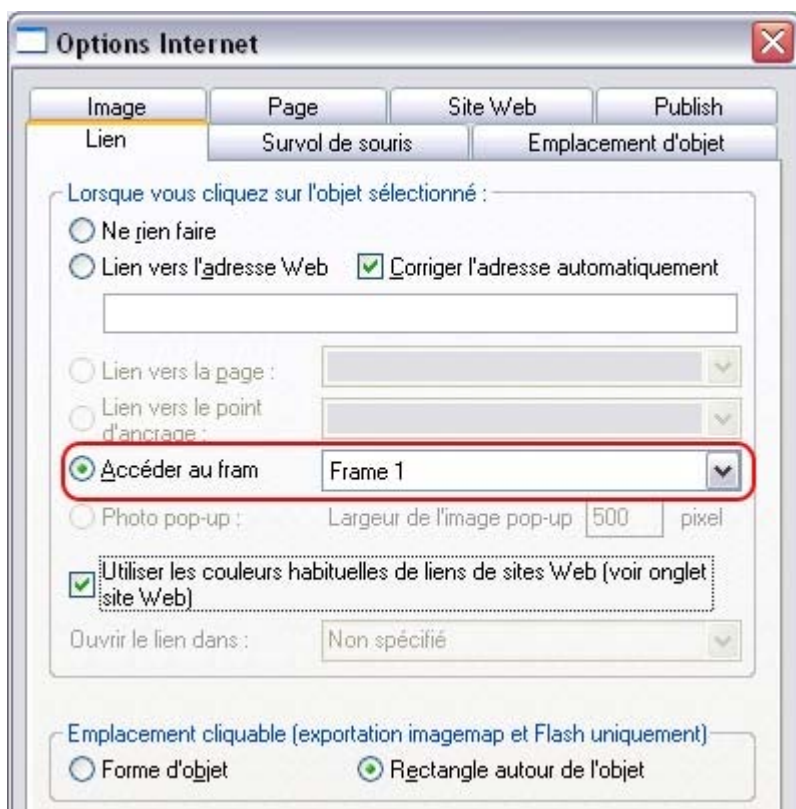 Options Internet
Image Page Site Web Publish
Lien Survol de souris Emplacement d'objet
Lorsque vous cliquez sur l'objet sélectionné :
Ne rien faire
Lien vers l'adresse Web Corriger l'adresse automatiquement
Lien vers la page :
Lien vers le point
d'ancrage :
Accéder au fram Frame 1
Photo pop-up : Largeur de l'image pop-up 500 pixel
Utiliser les couleurs habituelles de liens de sites Web (voir onglet
site Web)
Ouvrir le lien dans : Non spécifié
Emplacement cliquable (exportation imagemap et Flash uniquement)
Forme d'objet Rectangle autour de l'objet